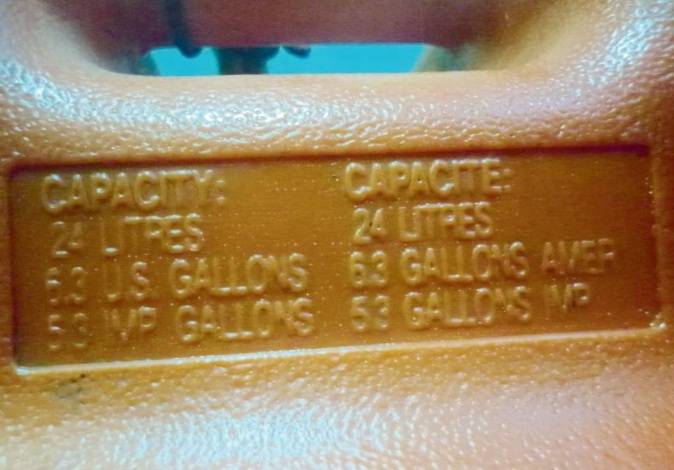 CAPACITY:
24 LITRES
6.3 U.S. GALLONS
5.3 IMP. GALLONS
CAPACITE:
24 LITRES
6.3 GALLONS AMER
5.3 GALLONS IMP